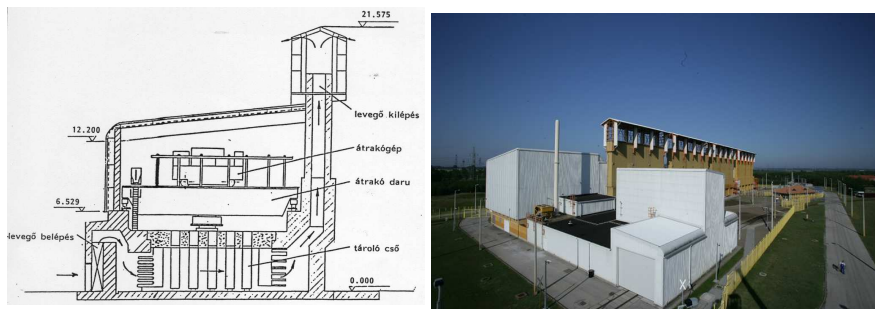 21.575
levegő kilépés
12.200
átrakógép
átrakó daru
6.529
levegő belépés
tároló cső
0.000